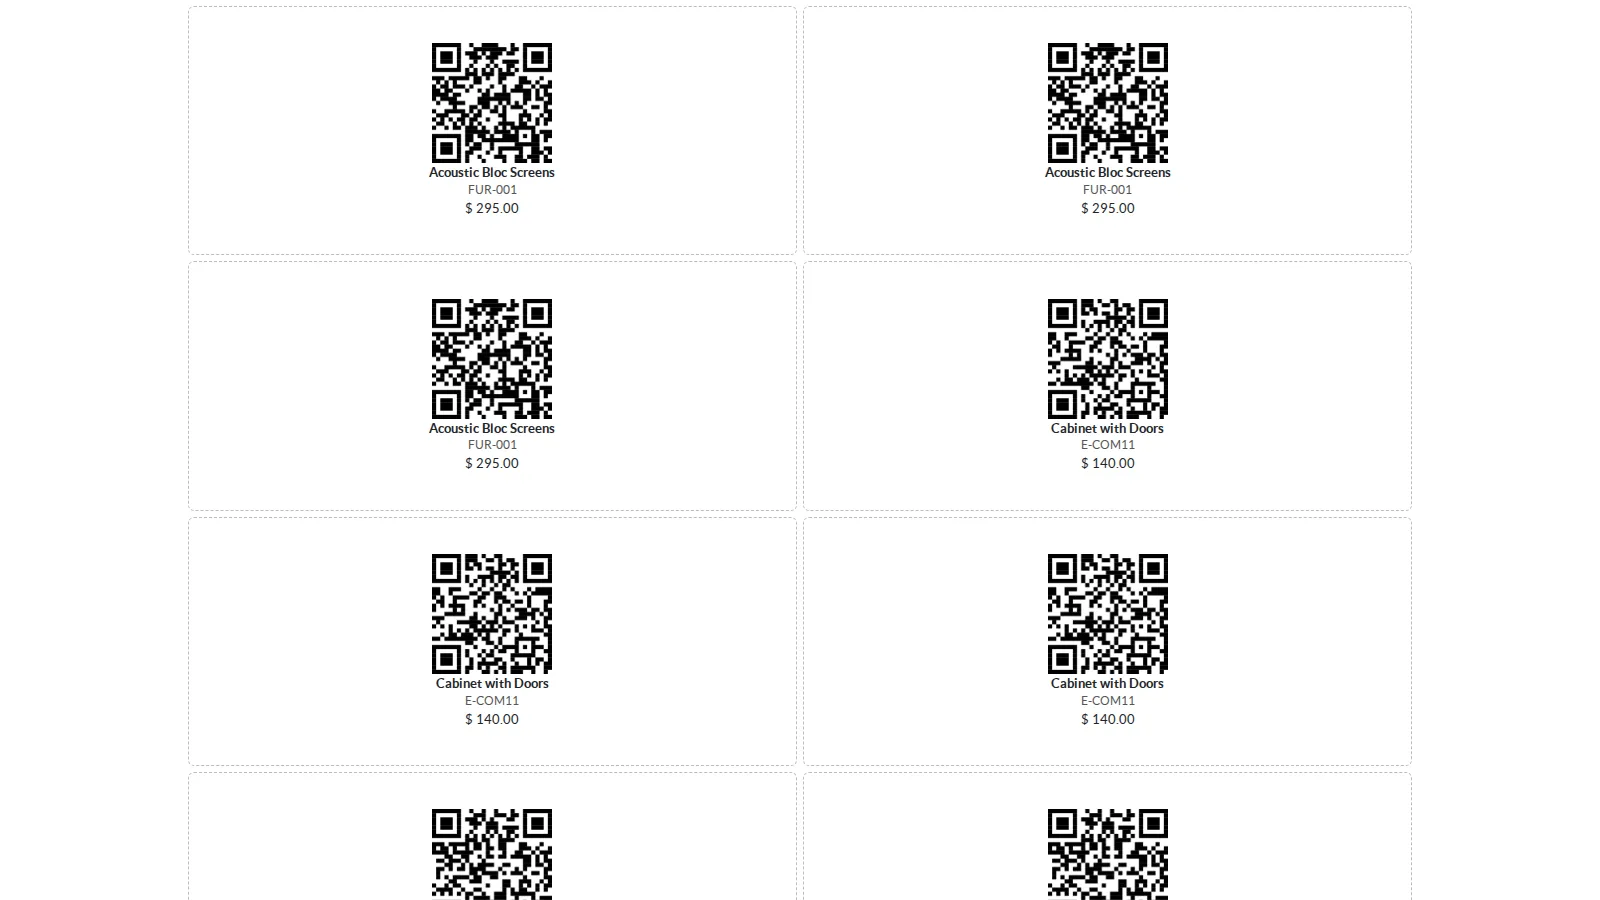 Acoustic Bloc Screens
FUR-001
$ 295.00
Acoustic Bloc Screens
FUR-001
$ 295.00
Acoustic Bloc Screens
FUR-001
$ 295.00
Cabinet with Doors
E-COM11
$ 140.00
Cabinet with Doors
E-COM11
$ 140.00
Cabinet with Doors
E-COM11
$ 140.00